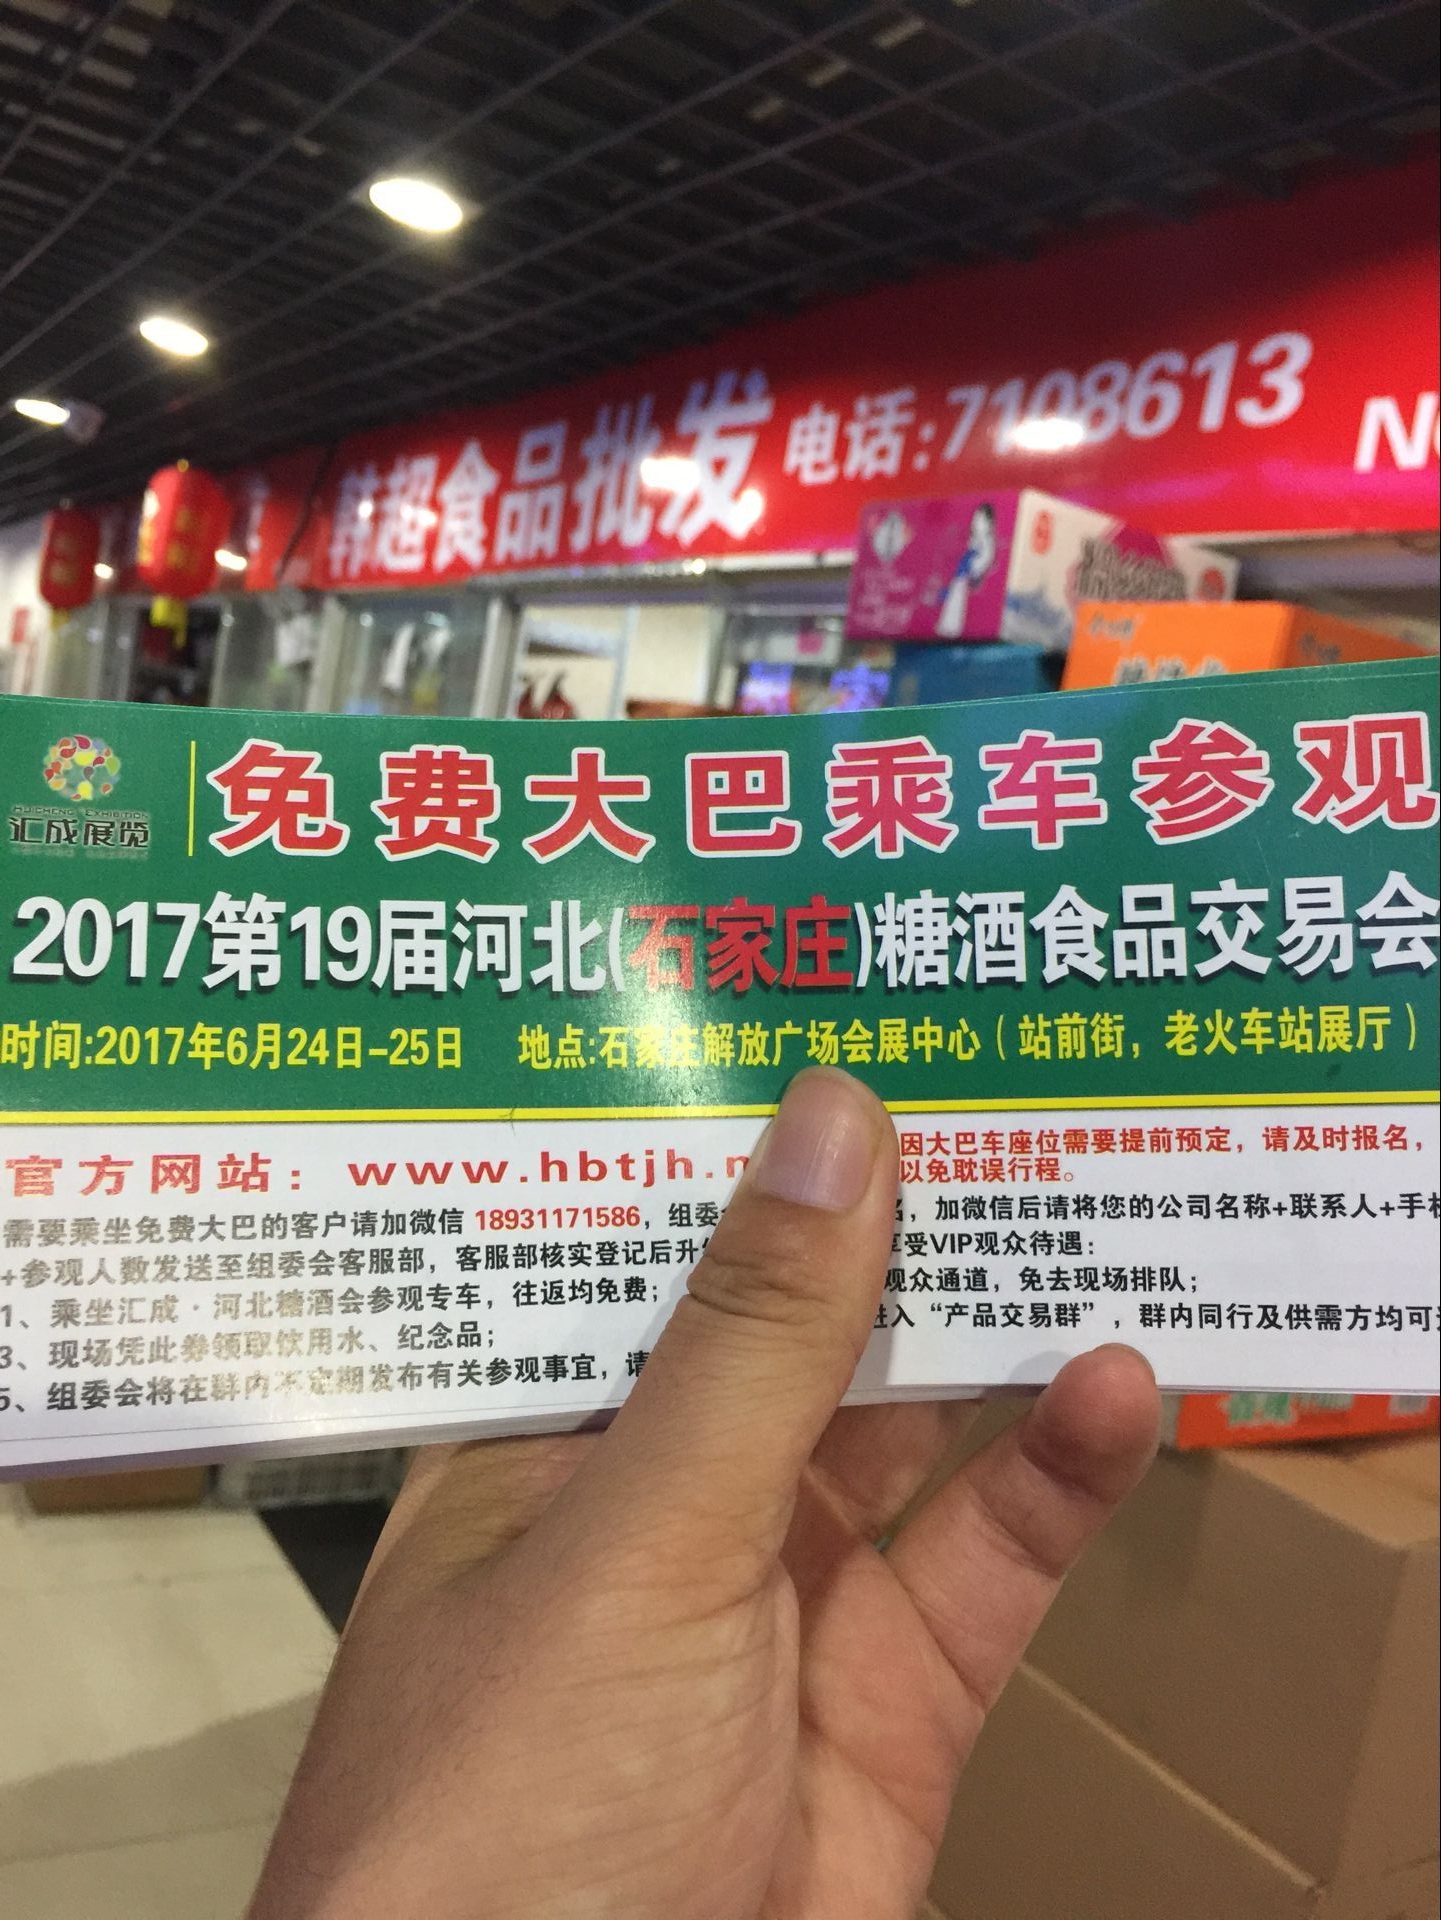 韩超食品批发 电话:7108613
汇成展览
免费大巴乘车参观
2017第19届河北(石家庄)糖酒食品交易会
时间:2017年6月24日-25日 地点:石家庄解放广场会展中心（站前街，老火车站展厅）
官方网站：www.hbtjh.
因大巴车座位需要提前预定，请及时报名，
以免耽误行程。
需要乘坐免费大巴的客户请加微信 18931171586，组委 名，加微信后请将您的公司名称+联系人+手
+参观人数发送至组委会客服部，客服部核实登记后升 享受VIP观众待遇：
1、乘坐汇成·河北糖酒会参观专车，往返均免费； 观众通道，免去现场排队；
3、现场凭此券领取饮用水、纪念品； 进入“产品交易群”，群内同行及供需方均可
5、组委会将在群内不定期发布有关参观事宜，请